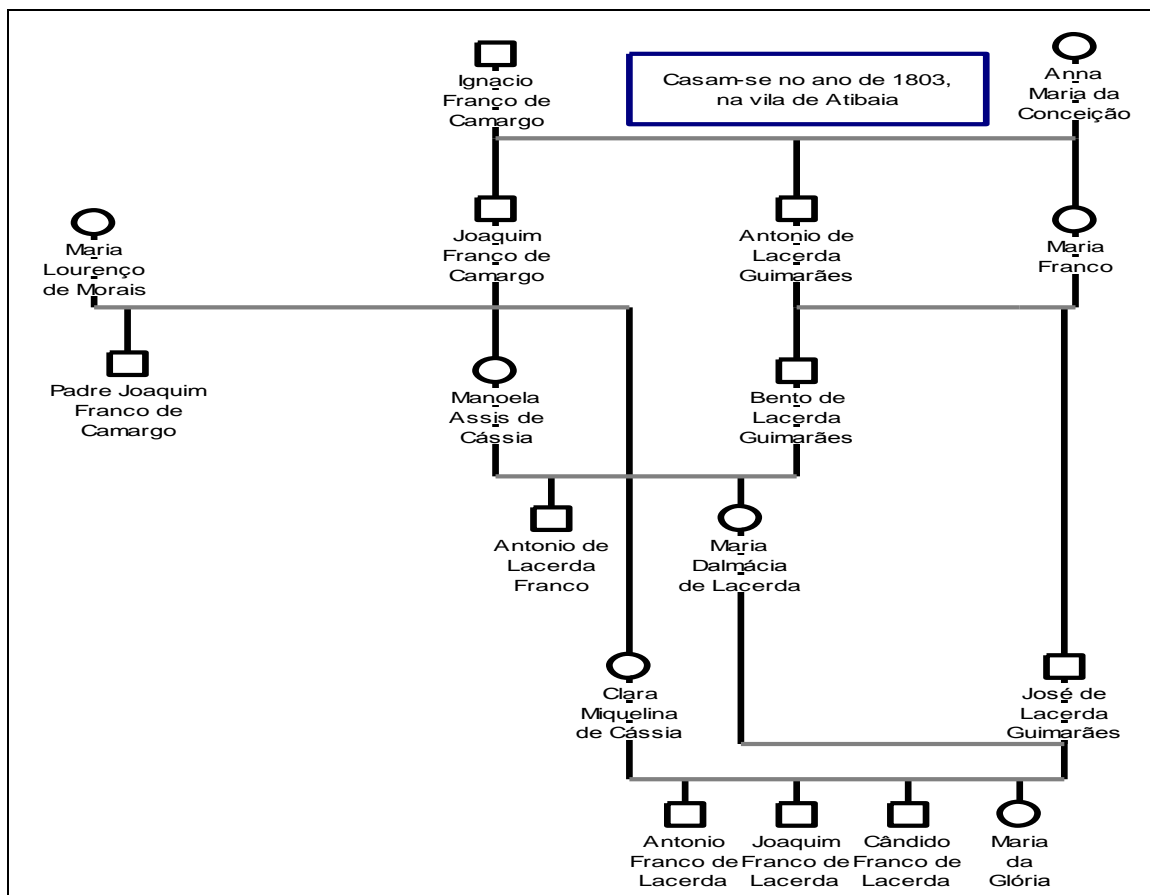 Ignacio
Franco de
Camargo
Casam-se no ano de 1803,
na vila de Atibaia
Anna
Maria da
Conceição
Maria
Lourenço
de Morais
Joaquim
Franco de
Camargo
Antonio de
Lacerda
Guimarães
Maria
Franco
Padre Joaquim
Franco de
Camargo
Manoela
Assis de
Cássia
Bento de
Lacerda
Guimarães
Antonio de
Lacerda
Franco
Maria
Dalmácia
de Lacerda
Clara
Miquelina
de Cássia
José de
Lacerda
Guimarães
Antonio
Franco de
Lacerda
Joaquim
Franco de
Lacerda
Cândido
Franco de
Lacerda
Maria
da
Glória